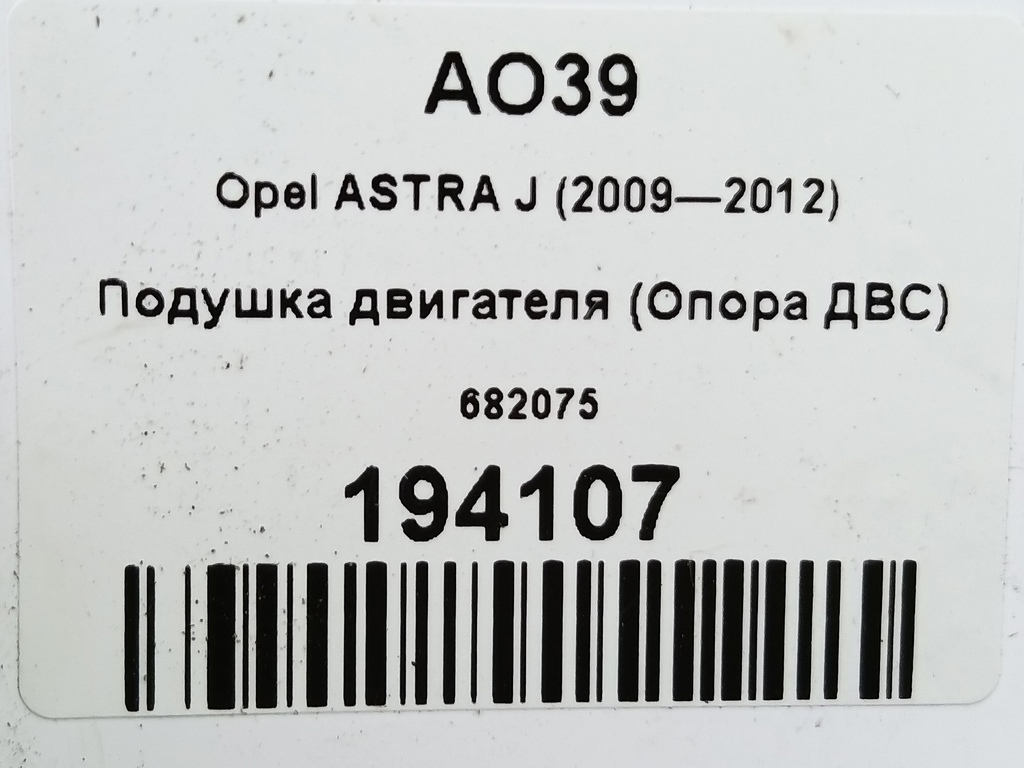 AO39
Opel ASTRA J (2009—2012)
Подушка двигателя (Опора ДВС)
682075
194107